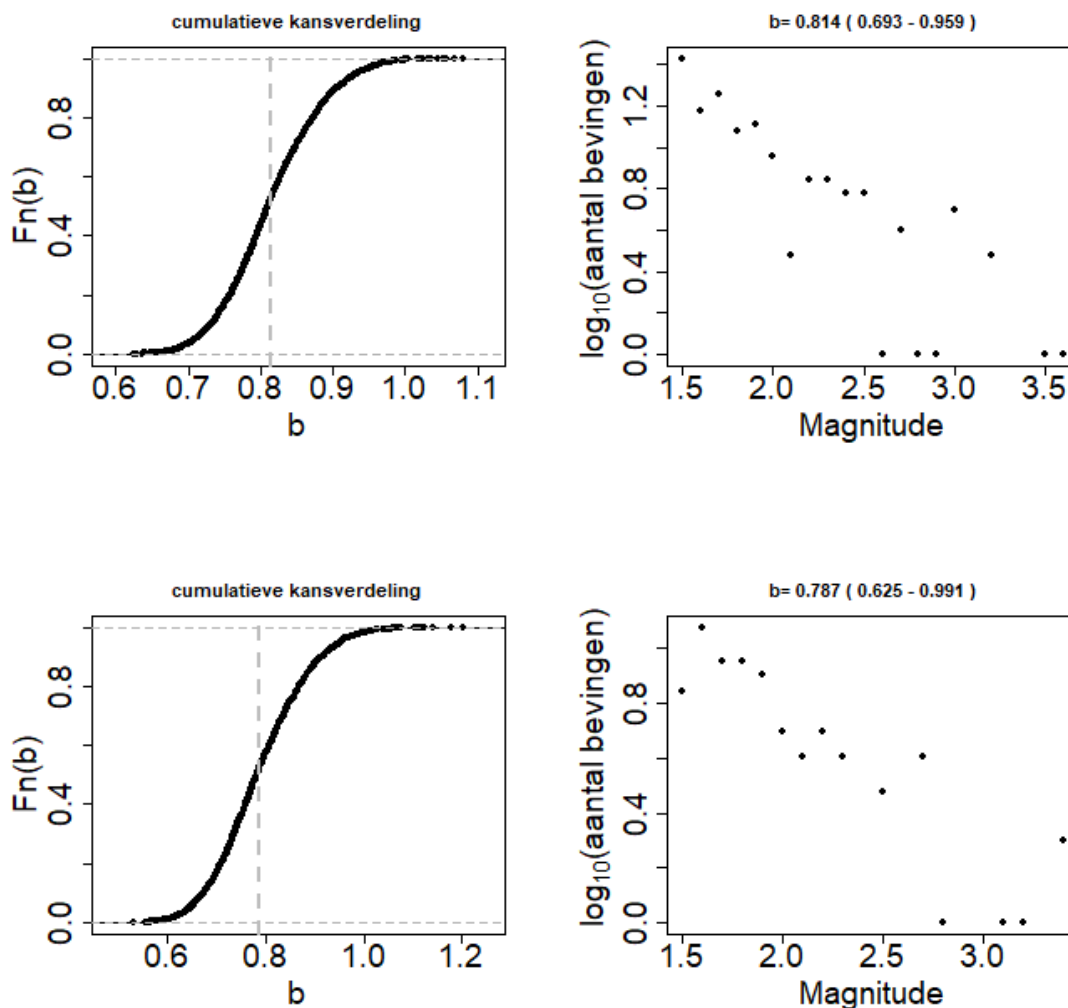 cumulatieve kansverdeling
Fn(b)
0.0 0.4 0.8
0.6 0.7 0.8 0.9 1.0 1.1
b
b= 0.814 ( 0.693 - 0.959 )
log10(aantal bevingen)
0.0 0.4 0.8 1.2
1.5 2.0 2.5 3.0 3.5
Magnitude
cumulatieve kansverdeling
Fn(b)
0.0 0.4 0.8
0.6 0.8 1.0 1.2
b
b= 0.787 ( 0.625 - 0.991 )
log10(aantal bevingen)
0.0 0.4 0.8
1.5 2.0 2.5 3.0
Magnitude